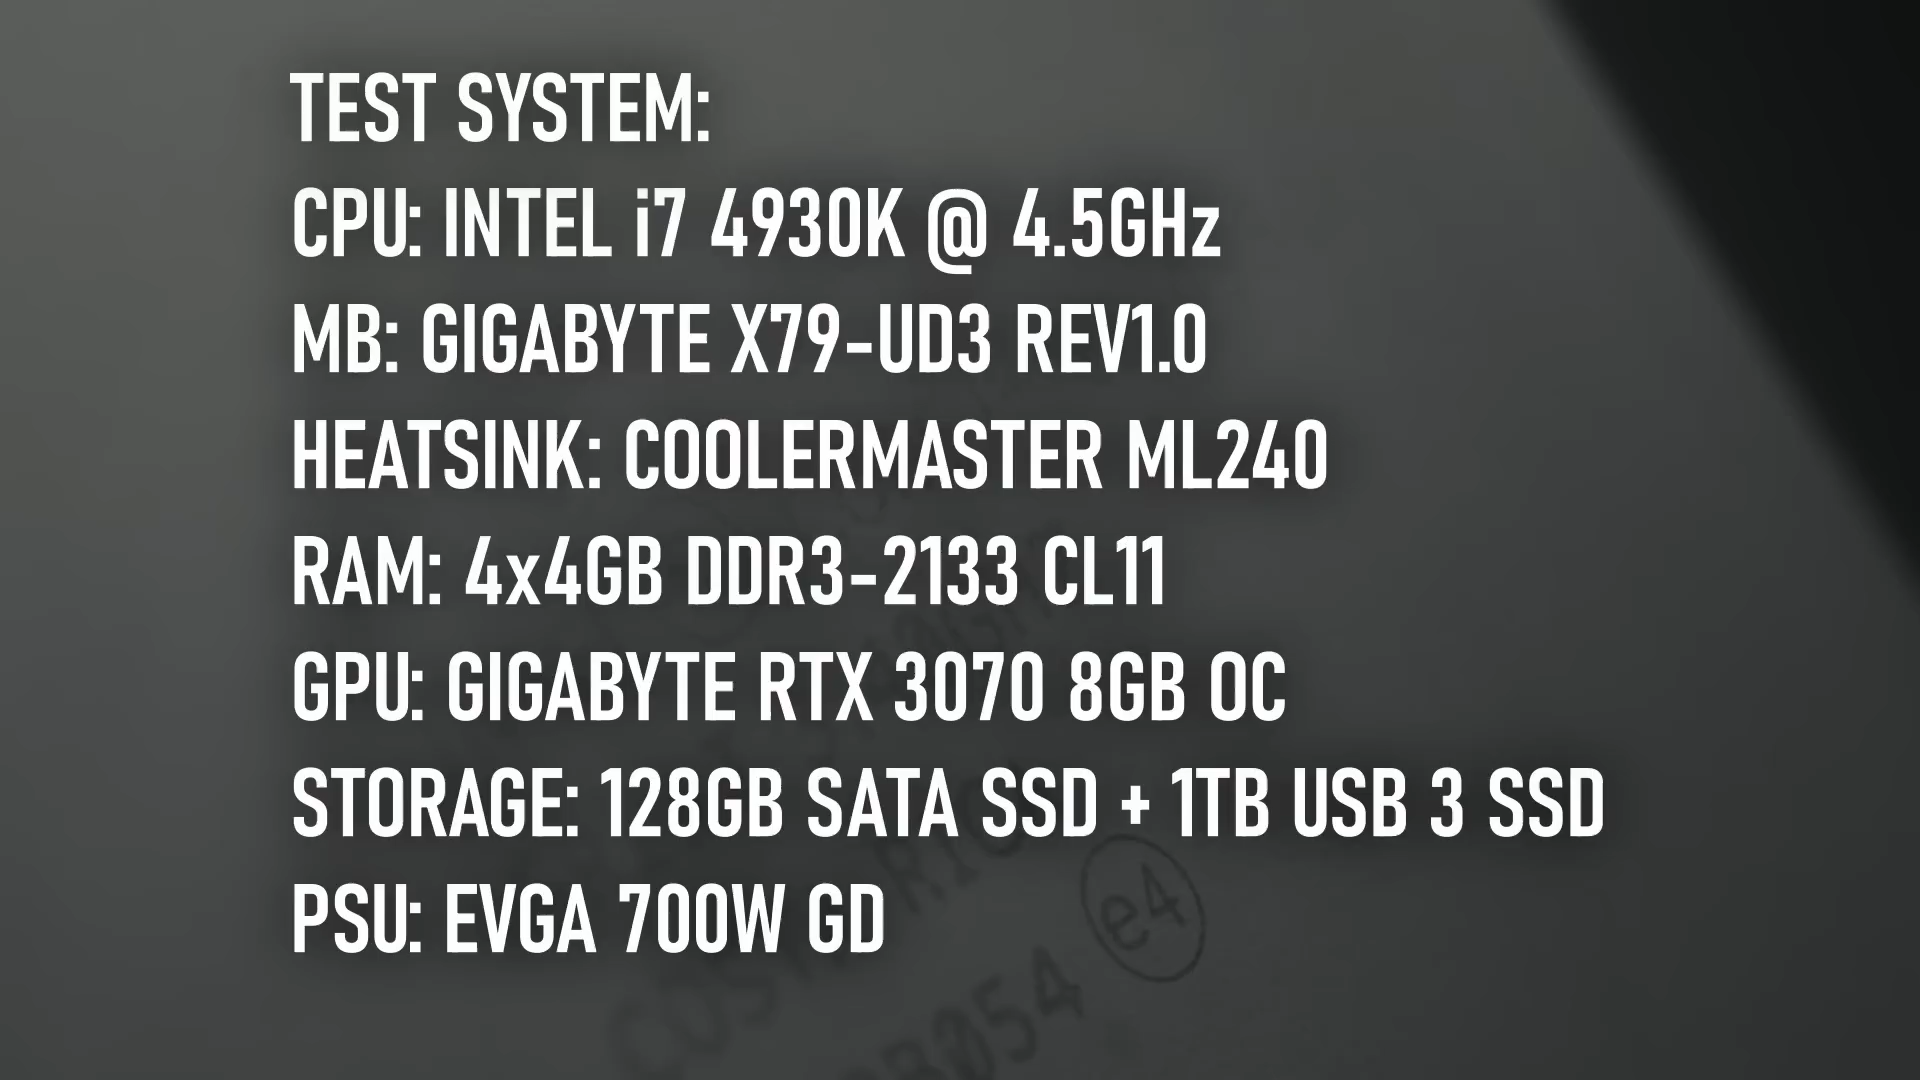 TEST SYSTEM:
CPU: INTEL i7 4930K @ 4.5GHz
MB: GIGABYTE X79-UD3 REV1.0
HEATSINK: COOLERMASTER ML240
RAM: 4x4GB DDR3-2133 CL11
GPU: GIGABYTE RTX 3070 8GB OC
STORAGE: 128GB SATA SSD + 1TB USB 3 SSD
PSU: EVGA 700W GD
e4